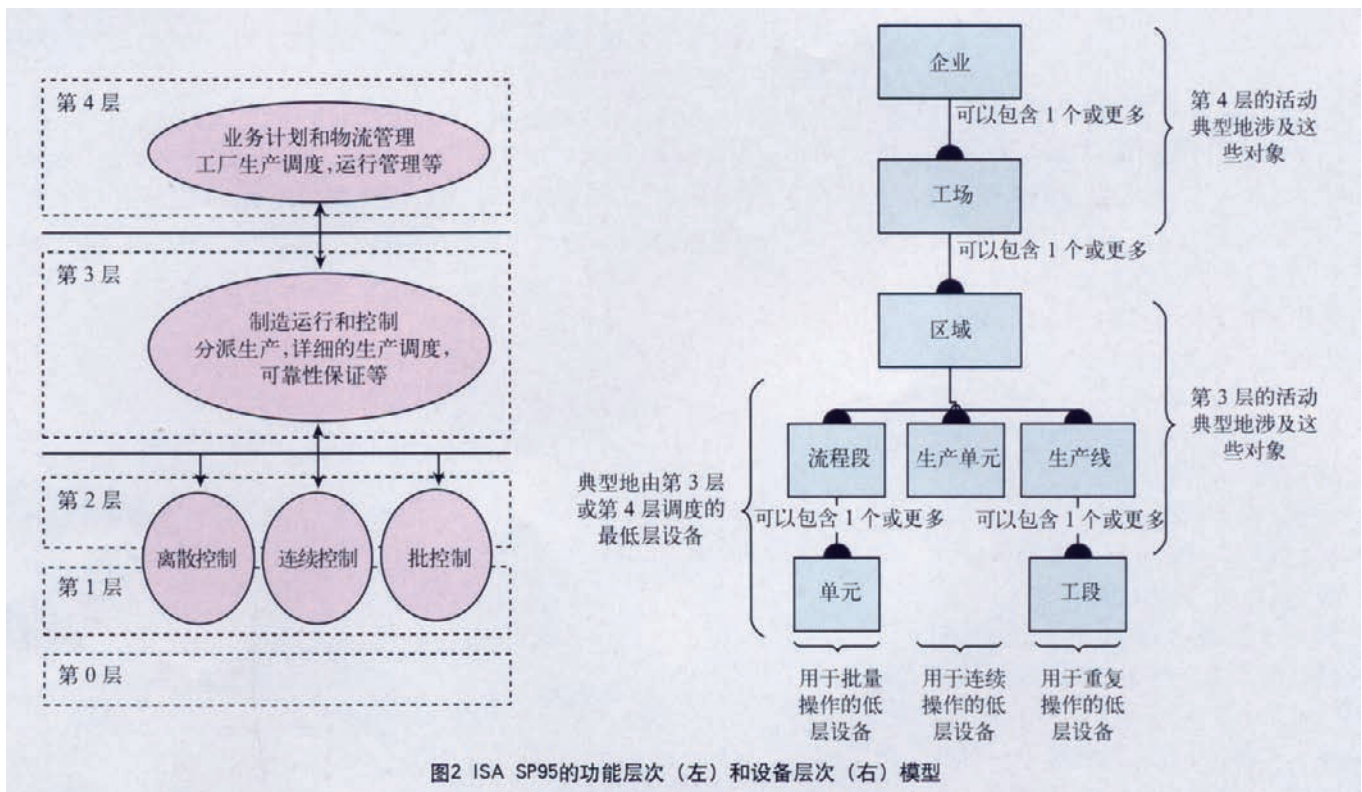 第4层
业务计划和物流管理
工厂生产调度,运行管理等
第3层
制造运行和控制
分派生产,详细的生产调度,
可靠性保证等
第2层
离散控制
连续控制
批控制
第1层
第0层
企业
可以包含1个或更多
第4层的活动
典型地涉及这
些对象
工场
可以包含1个或更多
区域
第3层的活动
典型地涉及这
些对象
流程段
生产单元
生产线
典型地由第3层
或第4层调度的
最低层设备
可以包含1个或更多
可以包含1个或更多
单元
工段
用于批量
操作的低
层设备
用于连续
操作的低
层设备
用于重复
操作的低
层设备
图2 ISA SP95的功能层次（左）和设备层次（右）模型